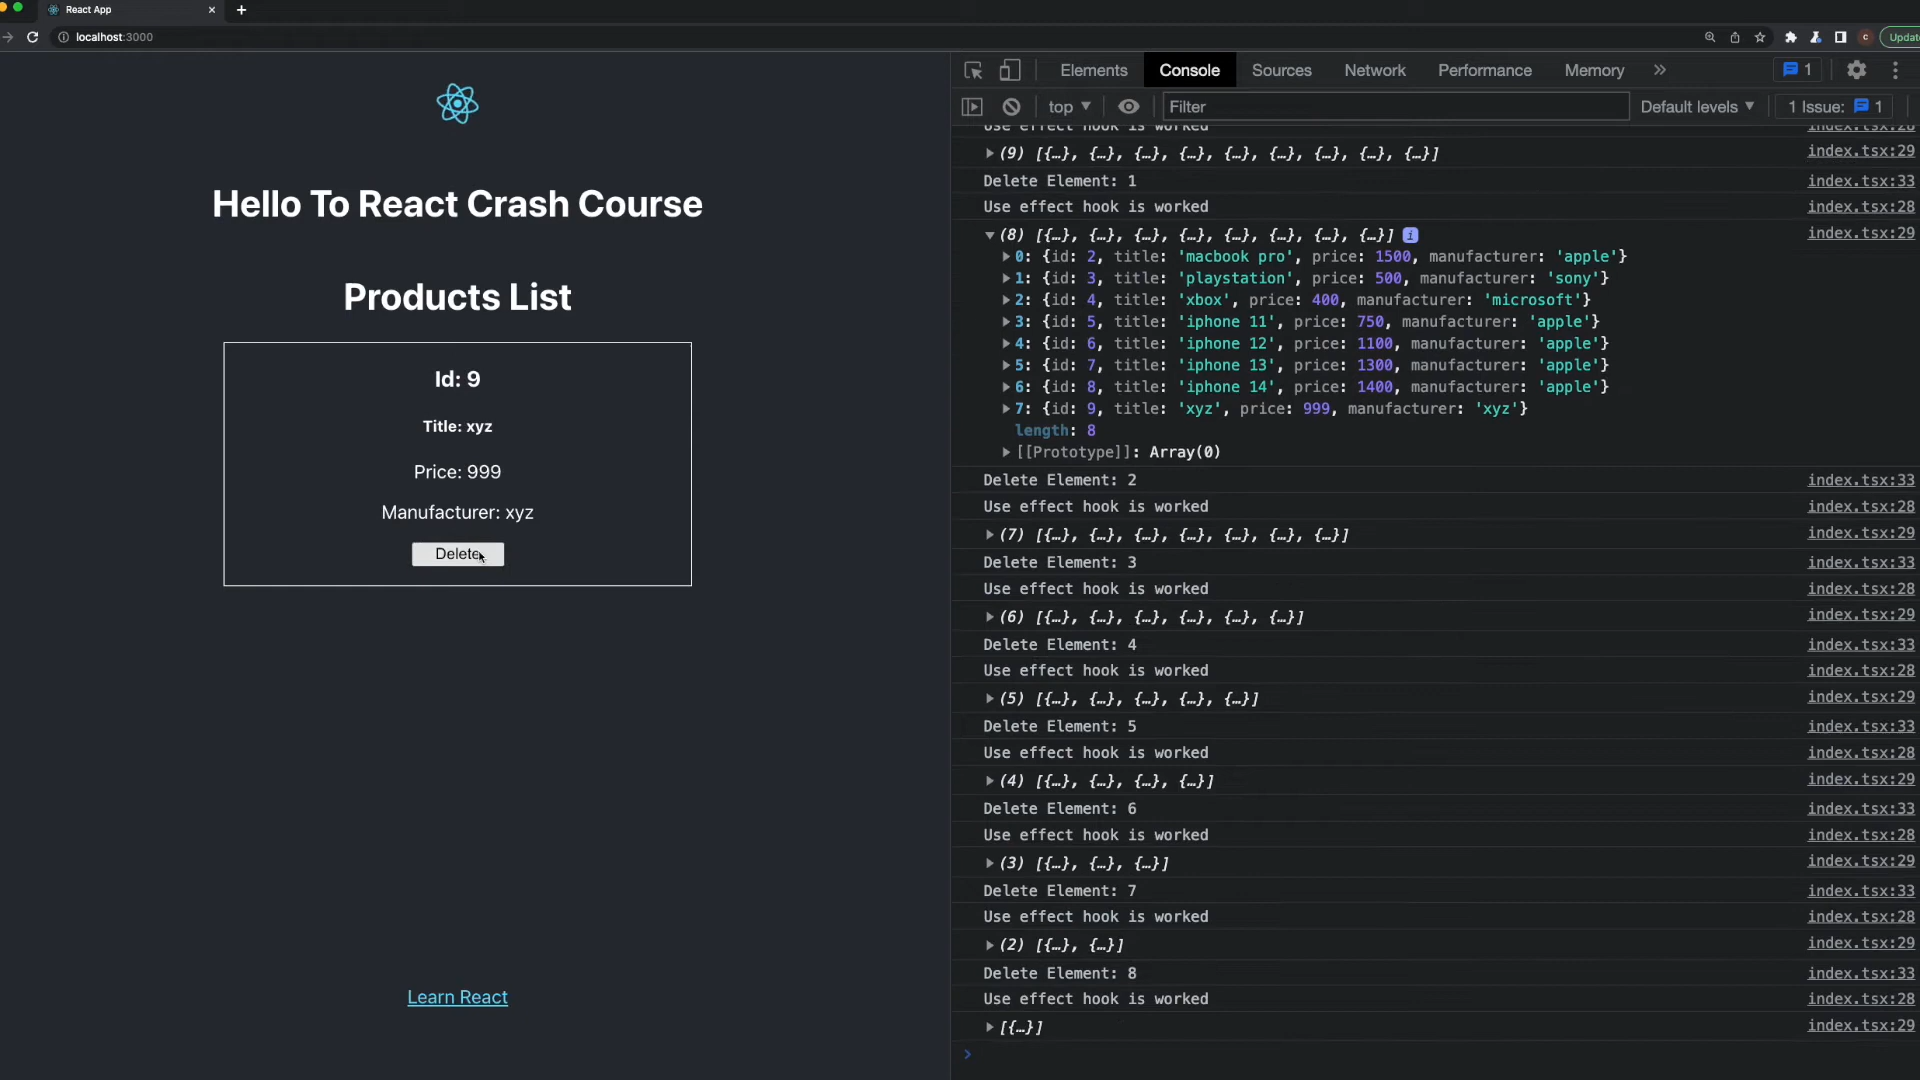 React App
localhost:3000
Update
Hello To React Crash Course
Products List
Id: 9
Title: xyz
Price: 999
Manufacturer: xyz
Delete
Learn React
Elements Console Sources Network Performance Memory » 1
top Filter Default levels 1 Issue: 1
Use effect hook is worked index.tsx:28
(9) [{…}, {…}, {…}, {…}, {…}, {…}, {…}, {…}, {…}] index.tsx:29
Delete Element: 1 index.tsx:33
Use effect hook is worked index.tsx:28
(8) [{…}, {…}, {…}, {…}, {…}, {…}, {…}, {…}] i index.tsx:29
0: {id: 2, title: 'macbook pro', price: 1500, manufacturer: 'apple'}
1: {id: 3, title: 'playstation', price: 500, manufacturer: 'sony'}
2: {id: 4, title: 'xbox', price: 400, manufacturer: 'microsoft'}
3: {id: 5, title: 'iphone 11', price: 750, manufacturer: 'apple'}
4: {id: 6, title: 'iphone 12', price: 1100, manufacturer: 'apple'}
5: {id: 7, title: 'iphone 13', price: 1300, manufacturer: 'apple'}
6: {id: 8, title: 'iphone 14', price: 1400, manufacturer: 'apple'}
7: {id: 9, title: 'xyz', price: 999, manufacturer: 'xyz'}
length: 8
[[Prototype]]: Array(0)
Delete Element: 2 index.tsx:33
Use effect hook is worked index.tsx:28
(7) [{…}, {…}, {…}, {…}, {…}, {…}, {…}] index.tsx:29
Delete Element: 3 index.tsx:33
Use effect hook is worked index.tsx:28
(6) [{…}, {…}, {…}, {…}, {…}, {…}] index.tsx:29
Delete Element: 4 index.tsx:33
Use effect hook is worked index.tsx:28
(5) [{…}, {…}, {…}, {…}, {…}] index.tsx:29
Delete Element: 5 index.tsx:33
Use effect hook is worked index.tsx:28
(4) [{…}, {…}, {…}, {…}] index.tsx:29
Delete Element: 6 index.tsx:33
Use effect hook is worked index.tsx:28
(3) [{…}, {…}, {…}] index.tsx:29
Delete Element: 7 index.tsx:33
Use effect hook is worked index.tsx:28
(2) [{…}, {…}] index.tsx:29
Delete Element: 8 index.tsx:33
Use effect hook is worked index.tsx:28
[{…}] index.tsx:29